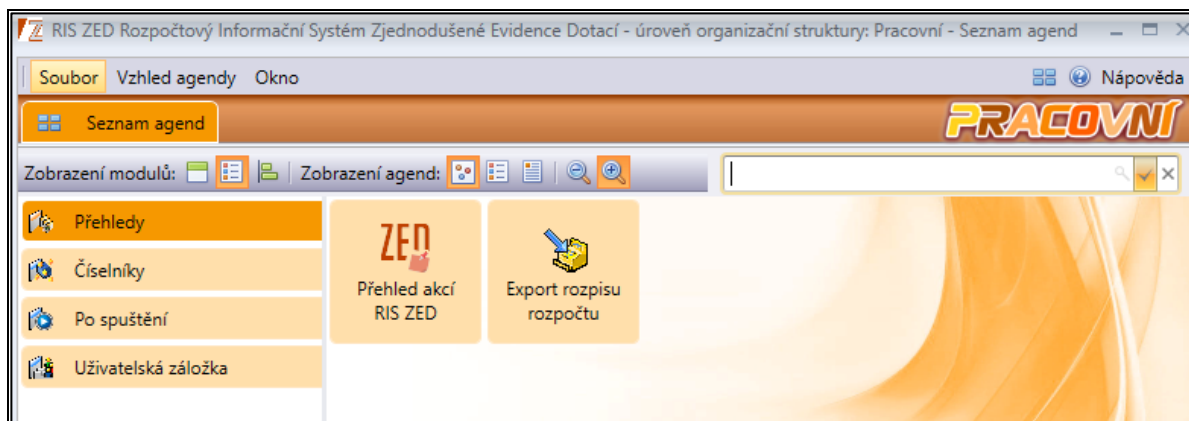 RIS ZED Rozpočtový Informační Systém Zjednodušené Evidence Dotací - úroveň organizační struktury: Pracovní - Seznam agend
Soubor Vzhled agendy Okno Nápověda
Seznam agend PRACOVNÍ
Zobrazení modulů: Zobrazení agend:
Přehledy
Číselníky
Po spuštění
Uživatelská záložka
ZED
Přehled akcí
RIS ZED
Export rozpisu
rozpočtu